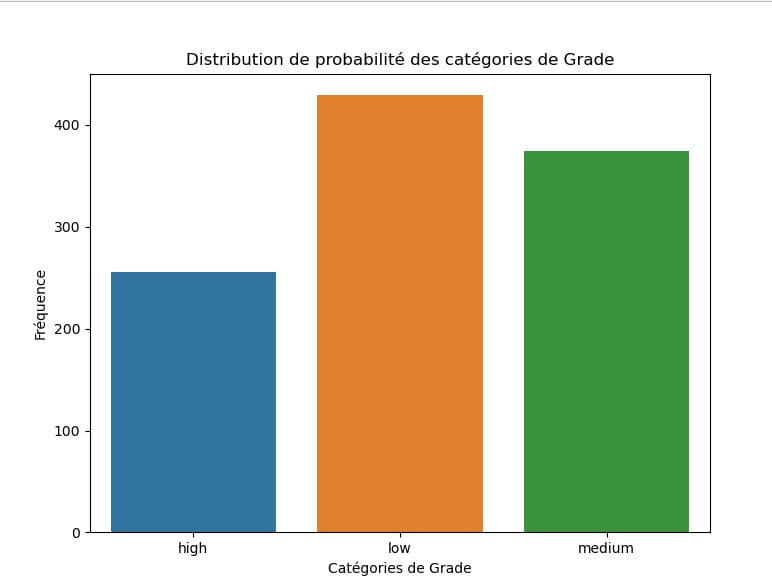 Distribution de probabilité des catégories de Grade
400
300
200
100
0
Fréquence
high low medium
Catégories de Grade